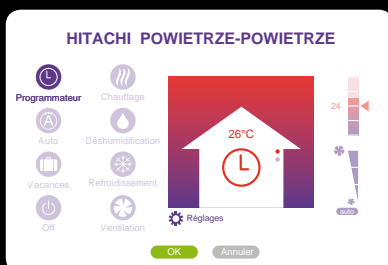 HITACHI POWIETRZE-POWIETRZE
Programmateur
Chauffage
Auto
Déshumidification
Vacances
Refroidissement
Off
Ventilation
26°C
Réglages
24
auto
OK
Annuler